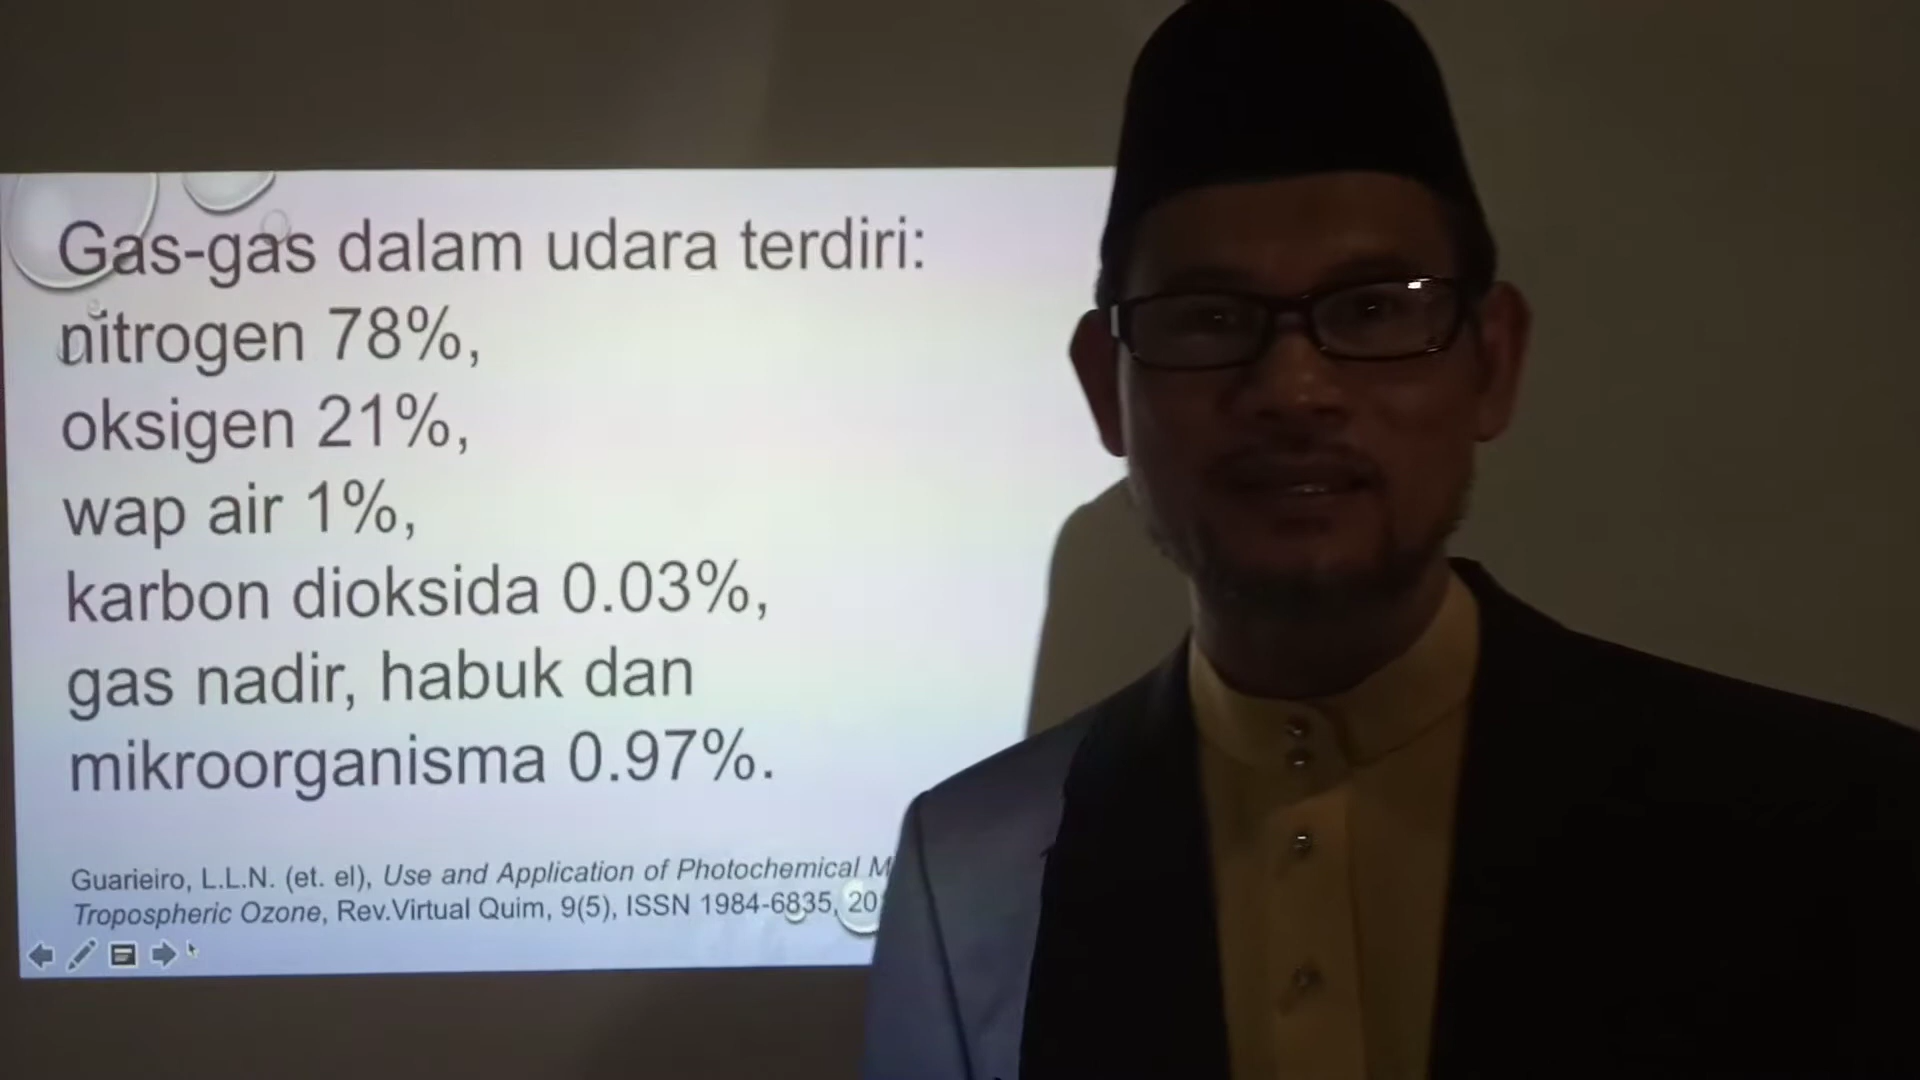 Gas-gas dalam udara terdiri:
nitrogen 78%,
oksigen 21%,
wap air 1%,
karbon dioksida 0.03%,
gas nadir, habuk dan
mikroorganisma 0.97%.
Guarieiro, L.L.N. (et. el), Use and Application of Photochemical
Tropospheric Ozone, Rev.Virtual Quim, 9(5), ISSN 1984-6835,